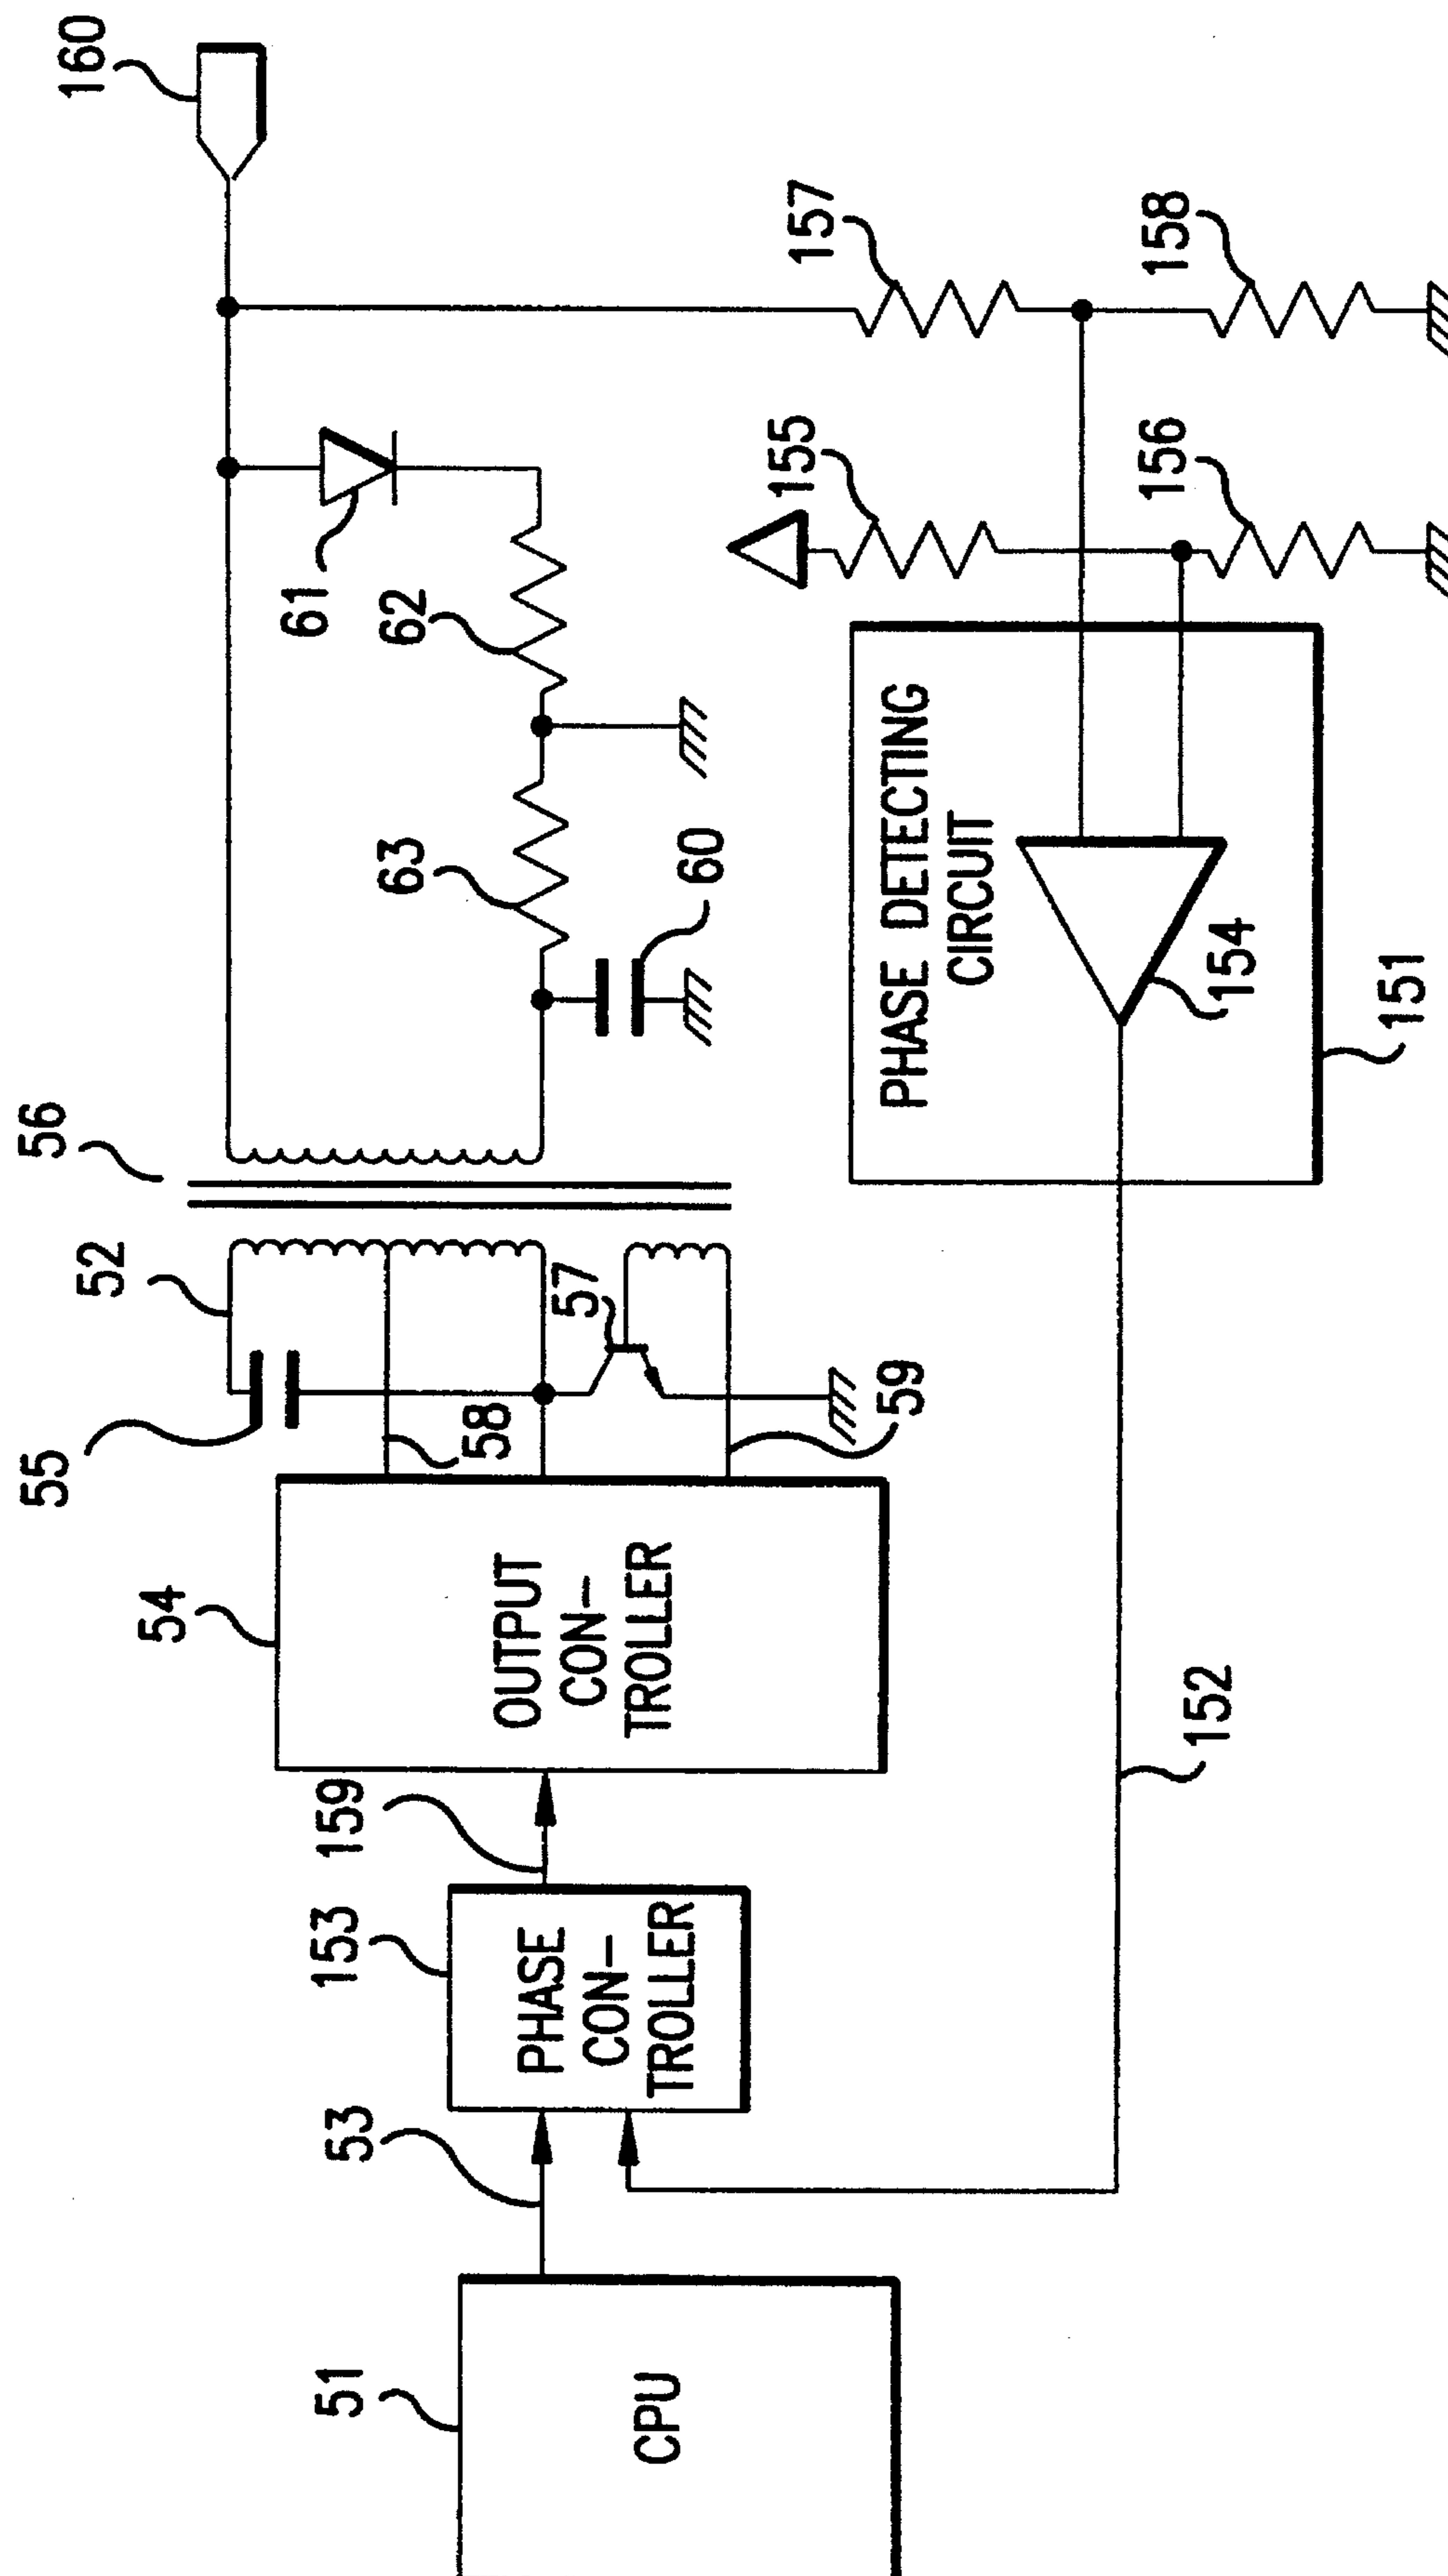 51
CPU
53
153
PHASE
CON-
TROLLER
159
54
OUTPUT
CON-
TROLLER
55
52
58
57
59
56
63
60
62
61
160
152
PHASE DETECTING
CIRCUIT
154
151
155
156
157
158